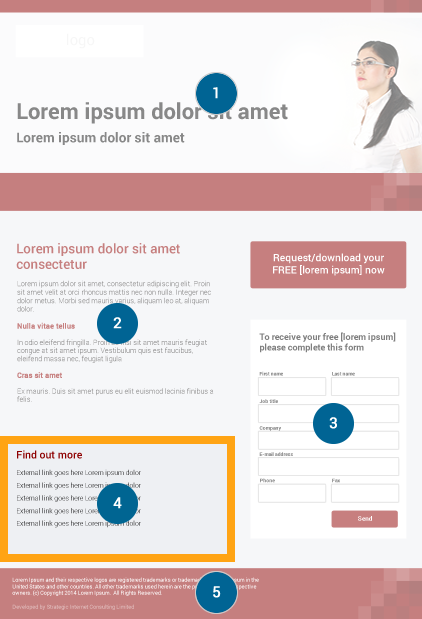 logo
1
Lorem ipsum dolor sit amet
Lorem ipsum dolor sit amet
Lorem ipsum dolor sit amet
consectetur
Lorem ipsum dolor sit amet, consectetur adipiscing elit. Proin
sit amet velit at orci rhoncus mattis nec non nulla. Integer nec
dolor metus. Morbi sed mauris varius, aliquam leo at, aliquam
dolor.
Nulla vitae tellus
2
In odio eleifend fringilla. Proin sit amet mauris feugiat
congue at sit amet ipsum. Vestibulum quis est faucibus,
eleifend massa nec, feugiat ligula
Cras sit amet
Ex mauris. Duis sit amet purus eu elit euismod lacinia finibus a
felis.
Request/download your
FREE [lorem ipsum] now
To receive your free [lorem ipsum]
please complete this form
First name Last name
Job title
3
Company
E-mail address
Phone Fax
Send
Find out more
External link goes here Lorem ipsum dolor
External link goes here Lorem dolor
External link goes here Lorem dolor
4
External link goes here dolor
External link goes here Lorem ipsum dolor
Lorem Ipsum and their respective logos are registered trademarks or in the
United States and other countries. All other trademarks used herein are the
owners. (c) Copyright 2014 Lorem Ipsum. All Rights Reserved.
5
Developed by Strategic Internet Consulting Limited